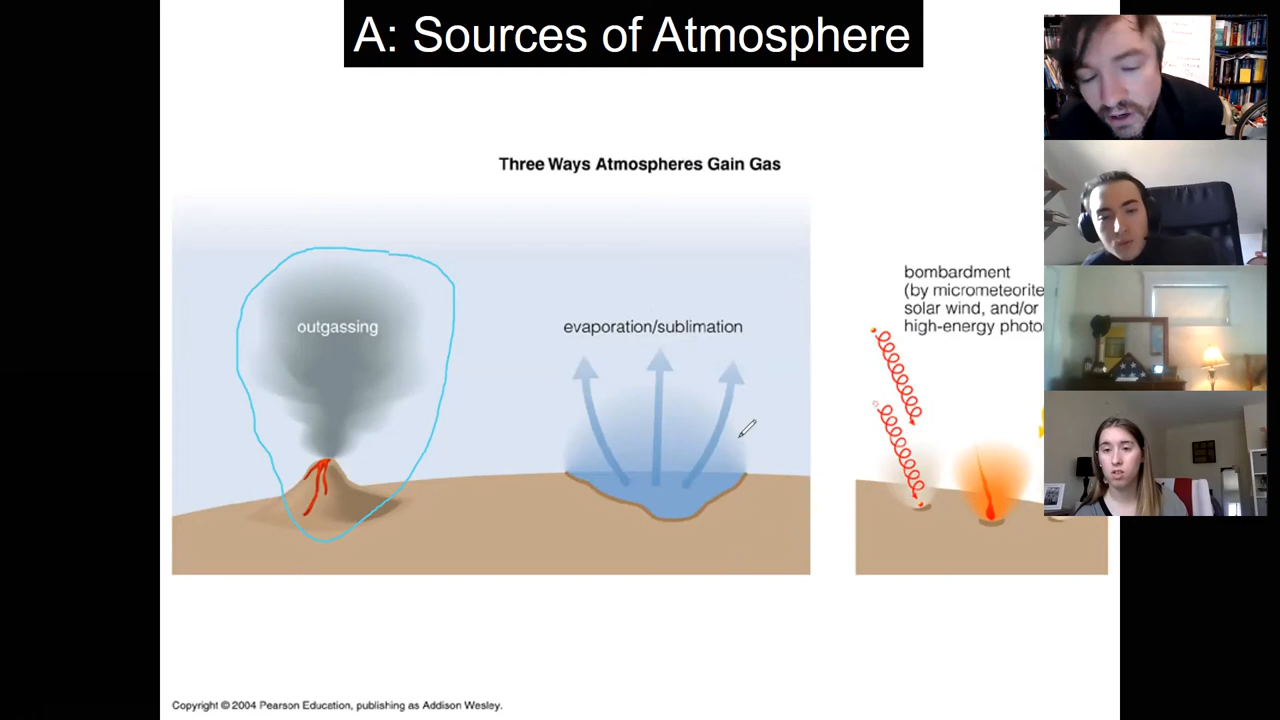 A: Sources of Atmosphere
Three Ways Atmospheres Gain Gas
outgassing
evaporation/sublimation
bombardment
(by micrometeorite
solar wind, and/or
high-energy photo
Copyright © 2004 Pearson Education, publishing as Addison Wesley.